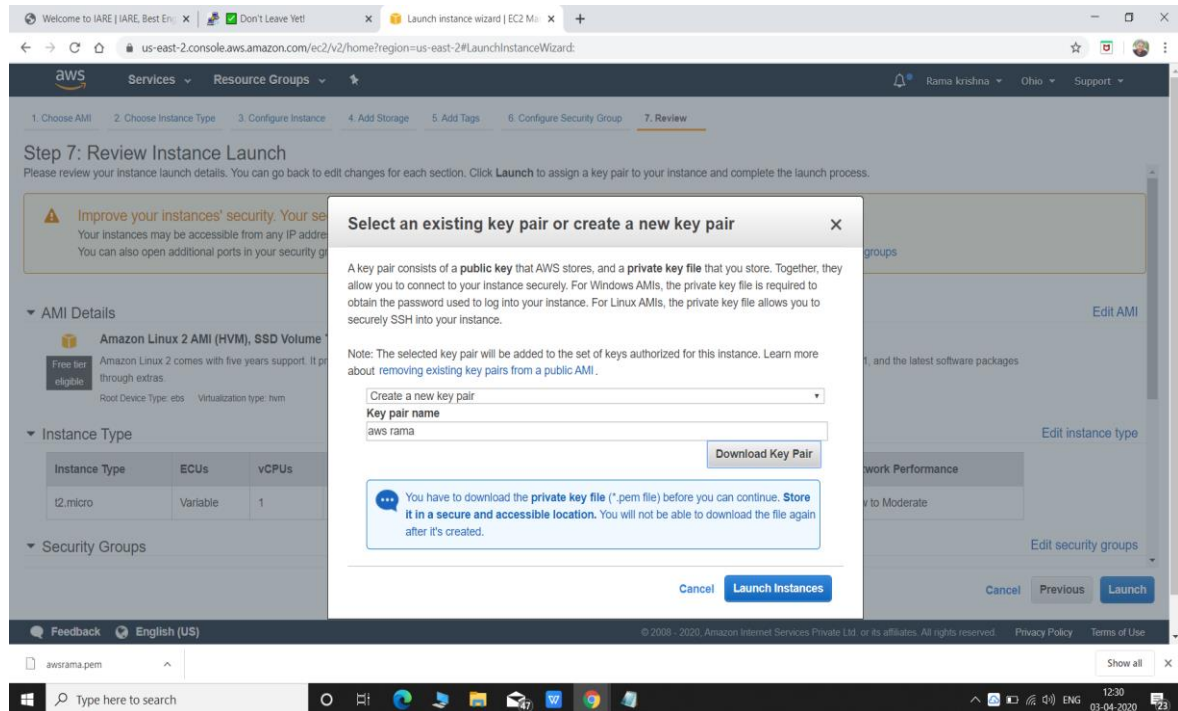 Welcome to IARE | IARE, Best En
Don't Leave Yet!
Launch instance wizard | EC2 Ma
us-east-2.console.aws.amazon.com/ec2/v2/home?region=us-east-2#LaunchInstanceWizard:
aws Services Resource Groups Rama krishna Ohio Support
1. Choose AMI 2. Choose Instance Type 3. Configure Instance 4. Add Storage 5. Add Tags 6. Configure Security Group 7. Review
Step 7: Review Instance Launch
Please review your instance launch details. You can go back to edit changes for each section. Click Launch to assign a key pair to your instance and complete the launch process.
Improve your instances' security. Your se
Your instances may be accessible from any IP addre
You can also open additional ports in your security g
groups
Select an existing key pair or create a new key pair
A key pair consists of a public key that AWS stores, and a private key file that you store. Together, they
allow you to connect to your instance securely. For Windows AMIs, the private key file is required to
obtain the password used to log into your instance. For Linux AMIs, the private key file allows you to
securely SSH into your instance.
Note: The selected key pair will be added to the set of keys authorized for this instance. Learn more
about removing existing key pairs from a public AMI .
Create a new key pair
Key pair name
aws rama
Download Key Pair
You have to download the private key file (*.pem file) before you can continue. Store
it in a secure and accessible location. You will not be able to download the file again
after it's created.
Cancel Launch Instances
AMI Details
Edit AMI
Amazon Linux 2 AMI (HVM), SSD Volume
Free tier
eligible
Amazon Linux 2 comes with five years support. It pr
1, and the latest software packages
through extras.
Root Device Type: ebs Virtualization type: hvm
Instance Type
Edit instance type
Instance Type ECUs vCPUs
work Performance
t2.micro Variable 1
to Moderate
Security Groups
Edit security groups
Cancel Previous Launch
Feedback English (US)
© 2008 - 2020, Amazon Internet Services Private Ltd. or its affiliates. All rights reserved. Privacy Policy Terms of Use
awsrama.pem
Show all
Type here to search
47
ENG
12:30
03-04-2020
23